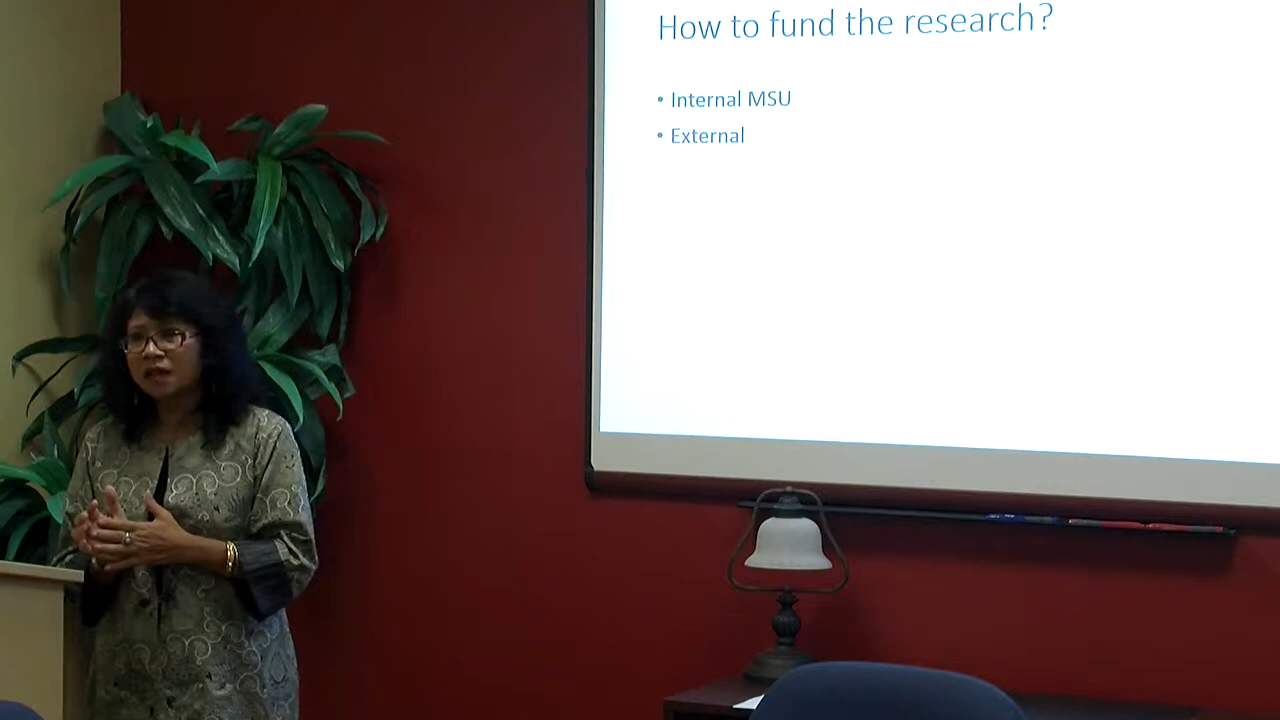 How to fund the research?
• Internal MSU
• External